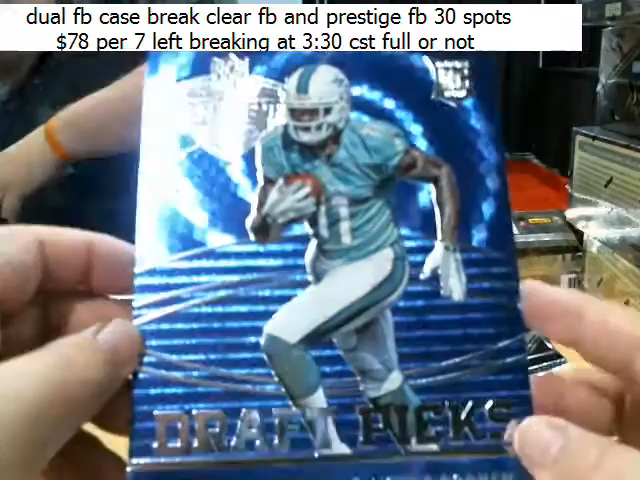 dual fb case break clear fb and prestige fb 30 spots
$78 per 7 left breaking at 3:30 cst full or not
11
DRAFT PICKS